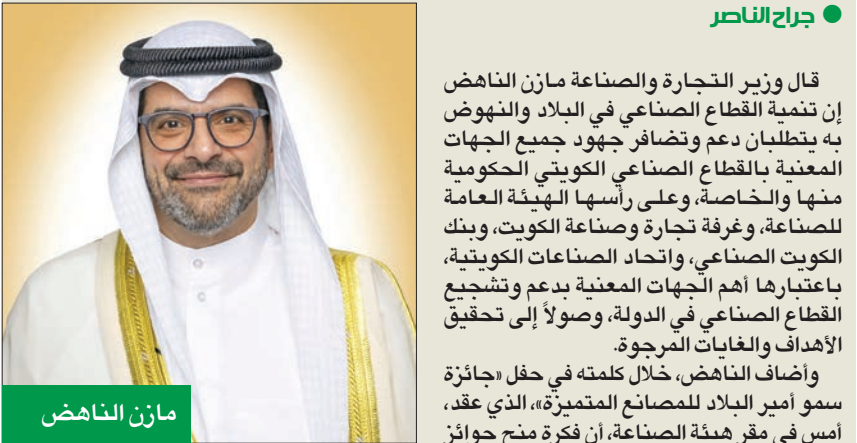 ● جراح الناصر
قال وزير التجارة والصناعة مازن الناهض
إن تنمية القطاع الصناعي في البلاد والنهوض
به يتطلبان دعم وتضافر جهود جميع الجهات
المعنية بالقطاع الصناعي الكويتي الحكومية
منها والخاصة، وعلى رأسها الهيئة العامة
للصناعة، وغرفة تجارة وصناعة الكويت، وبنك
الكويت الصناعي، واتحاد الصناعات الكويتية،
باعتبارها أهم الجهات المعنية بدعم وتشجيع
القطاع الصناعي في الدولة، وصولاً إلى تحقيق
الأهداف والغايات المرجوة.
وأضاف الناهض، خلال كلمته في حفل «جائزة
سمو أمير البلاد للمصانع المتميزة»، الذي عقد،
أمس في مقر هيئة الصناعة، أن فكرة منح جوائز
مازن الناهض